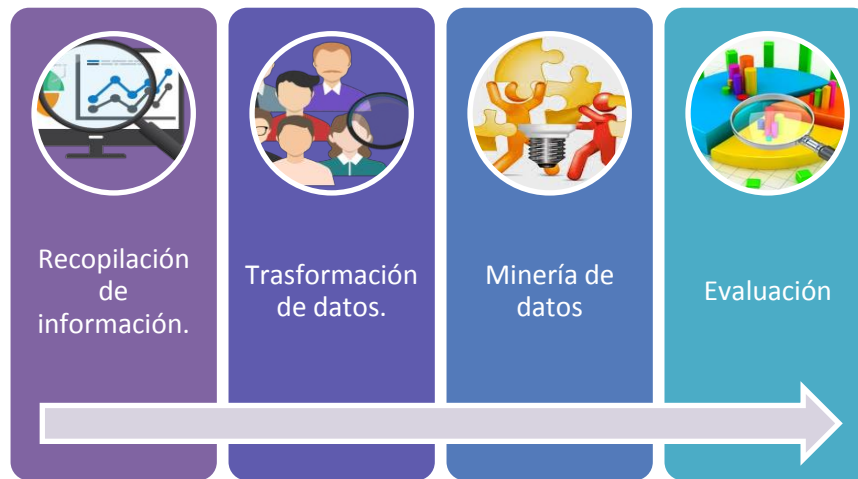 Recopilación
de
información.
Trasformación
de datos.
Minería de
datos
Evaluación